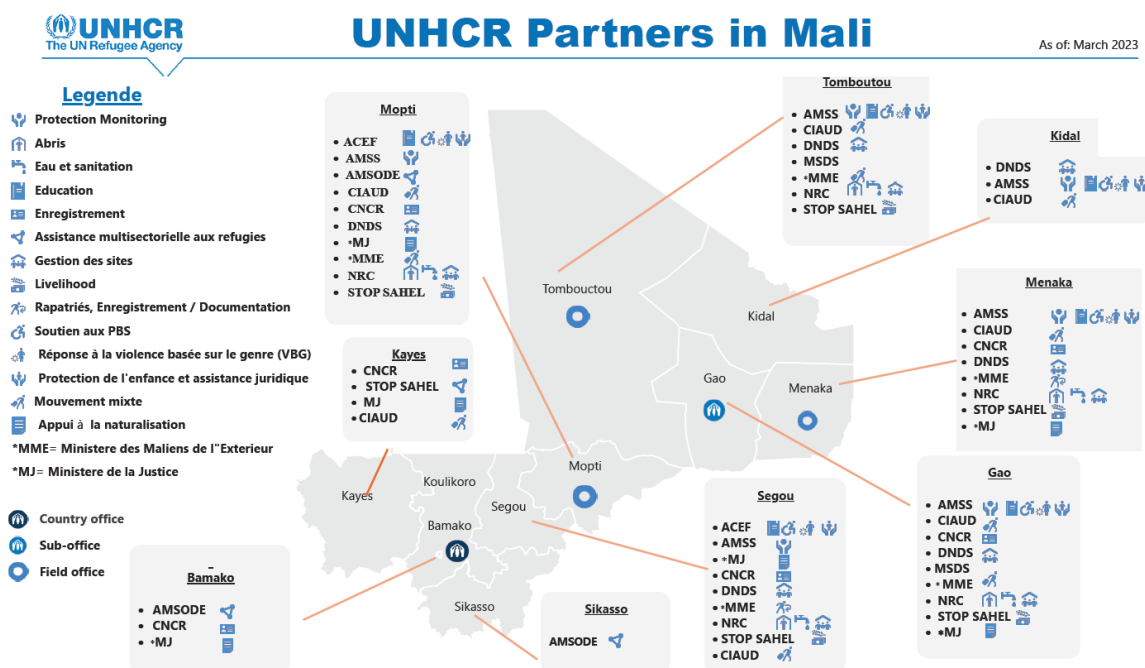 UNHCR
The UN Refugee Agency
UNHCR Partners in Mali
As of: March 2023
Legende
Protection Monitoring
Abris
Eau et sanitation
Education
Enregistrement
Assistance multisectorielle aux refugies
Gestion des sites
Livelihood
Rapatriés, Enregistrement / Documentation
Soutien aux PBS
Réponse à la violence basée sur le genre (VBG)
Protection de l'enfance et assistance juridique
Mouvement mixte
Appui à la naturalisation
*MME= Ministere des Maliens de l"Exterieur
*MJ= Ministere de la Justice
Country office
Sub-office
Field office
Mopti
• ACEF
• AMSS
• AMSODE
• CIAUD
• CNCR
• DNDS
• *MJ
• *MME
• NRC
• STOP SAHEL
Kayes
• CNCR
• STOP SAHEL
• MJ
• CIAUD
Bamako
• AMSODE
• CNCR
• *MJ
Tomboutou
• AMSS
• CIAUD
• DNDS
• MSDS
• *MME
• NRC
• STOP SAHEL
Kidal
• DNDS
• AMSS
• CIAUD
Menaka
• AMSS
• CIAUD
• CNCR
• DNDS
• *MME
• NRC
• STOP SAHEL
• *MJ
Gao
• AMSS
• CIAUD
• CNCR
• DNDS
• MSDS
• *MME
• NRC
• STOP SAHEL
• *MJ
Segou
• ACEF
• AMSS
• *MJ
• CNCR
• DNDS
• *MME
• NRC
• STOP SAHEL
• CIAUD
Sikasso
AMSODE
Tombouctou
Kidal
Gao
Menaka
Mopti
Kayes
Koulikoro
Segou
Bamako
Sikasso